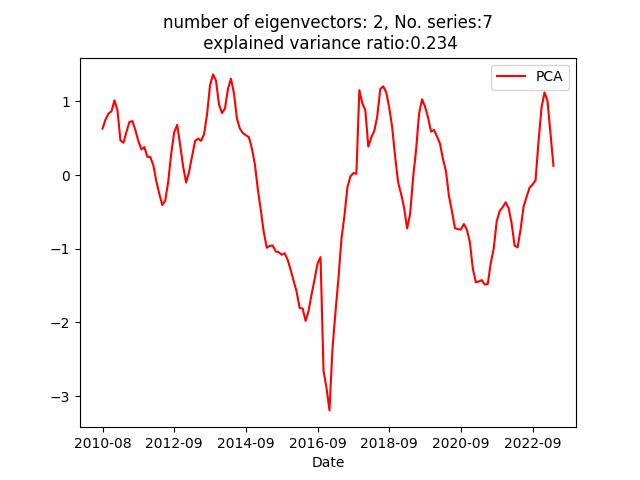 number of eigenvectors: 2, No. series:7
explained variance ratio:0.234
PCA
1
0
−1
−2
−3
2010-08 2012-09 2014-09 2016-09 2018-09 2020-09 2022-09
Date